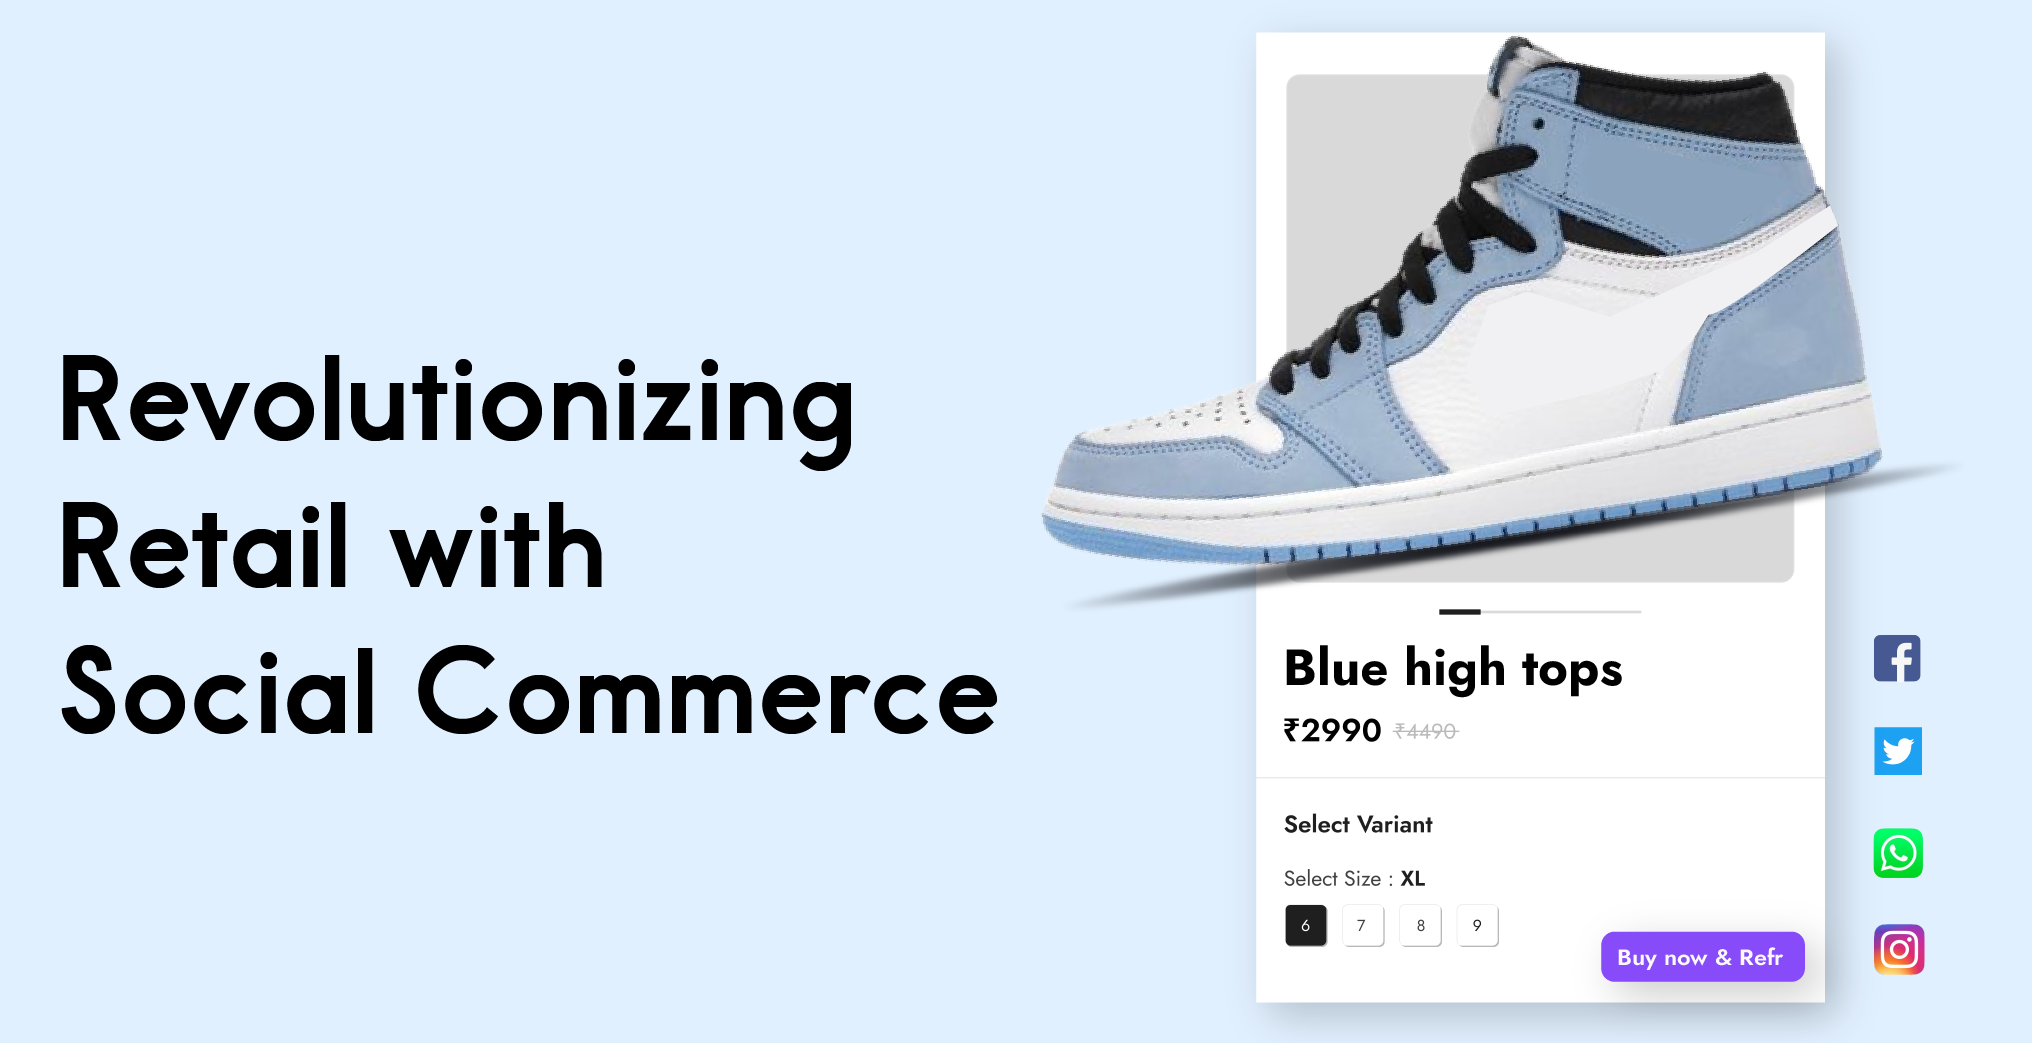 Revolutionizing
Retail with
Social Commerce
Blue high tops
₹2990 ₹4490
Select Variant
Select Size : XL
6 7 8 9
Buy now & Refr